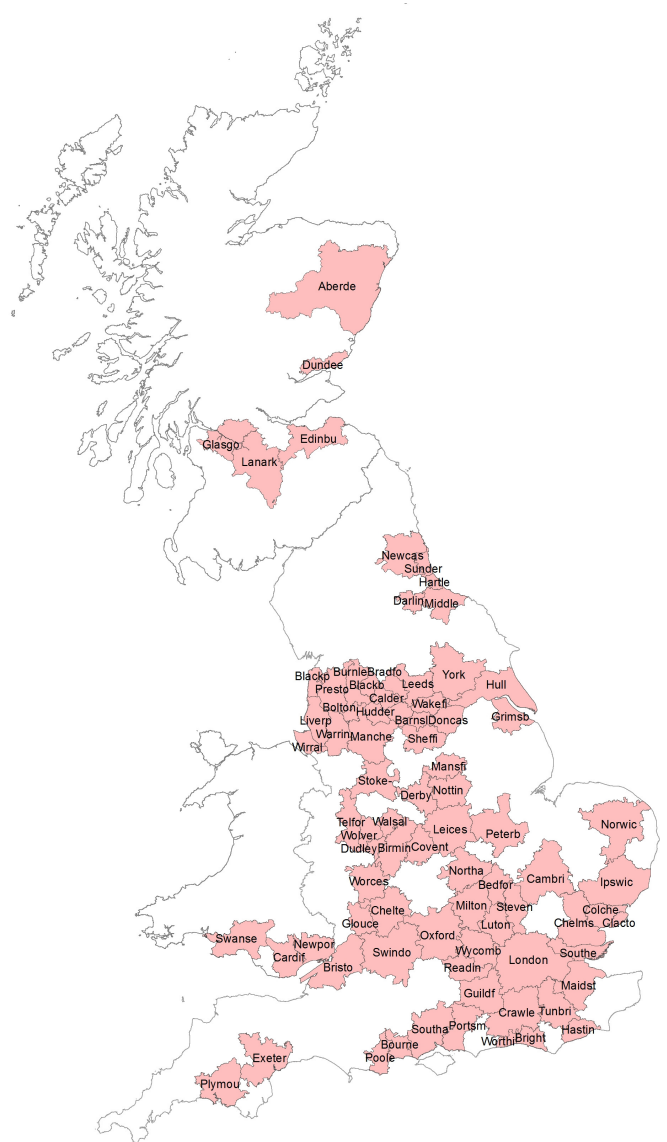 Aberde
Dundee
Edinbu
Glasgo
Lanark
Newcas
Sunder
Hartle
Darlin
Middle
York
Blackp
Burnle
Bradfo
Leeds
Hull
Presto
Blackb
Calder
Wakefi
Bolton
Hudder
Liverp
Barnsl
Doncas
Grimsb
Warrin
Manche
Sheffi
Wirral
Mansfi
Stoke-
Derby
Nottin
Telfor
Walsal
Leices
Peterb
Norwic
Wolver
Dudley
Birmin
Covent
Northa
Worces
Bedfor
Cambri
Ipswic
Milton
Steven
Colche
Chelte
Glouce
Luton
Chelms
Clacto
Swanse
Newpor
Oxford
Cardif
Swindo
Wycomb
London
Southe
Bristo
Readin
Guildf
Maidst
Crawle
Tunbri
Southa
Portsm
Hastin
Worthi
Bright
Bourne
Poole
Exeter
Plymou